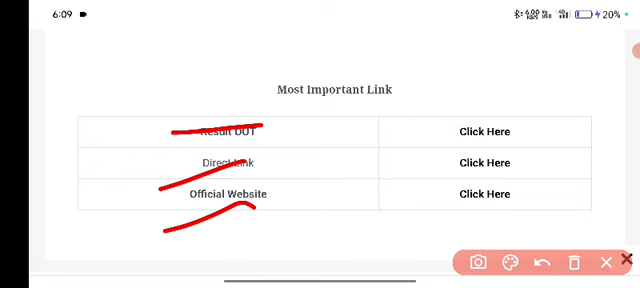 6:09
20%
Most Important Link
Result OUT Click Here
Direct Link Click Here
Official Website Click Here